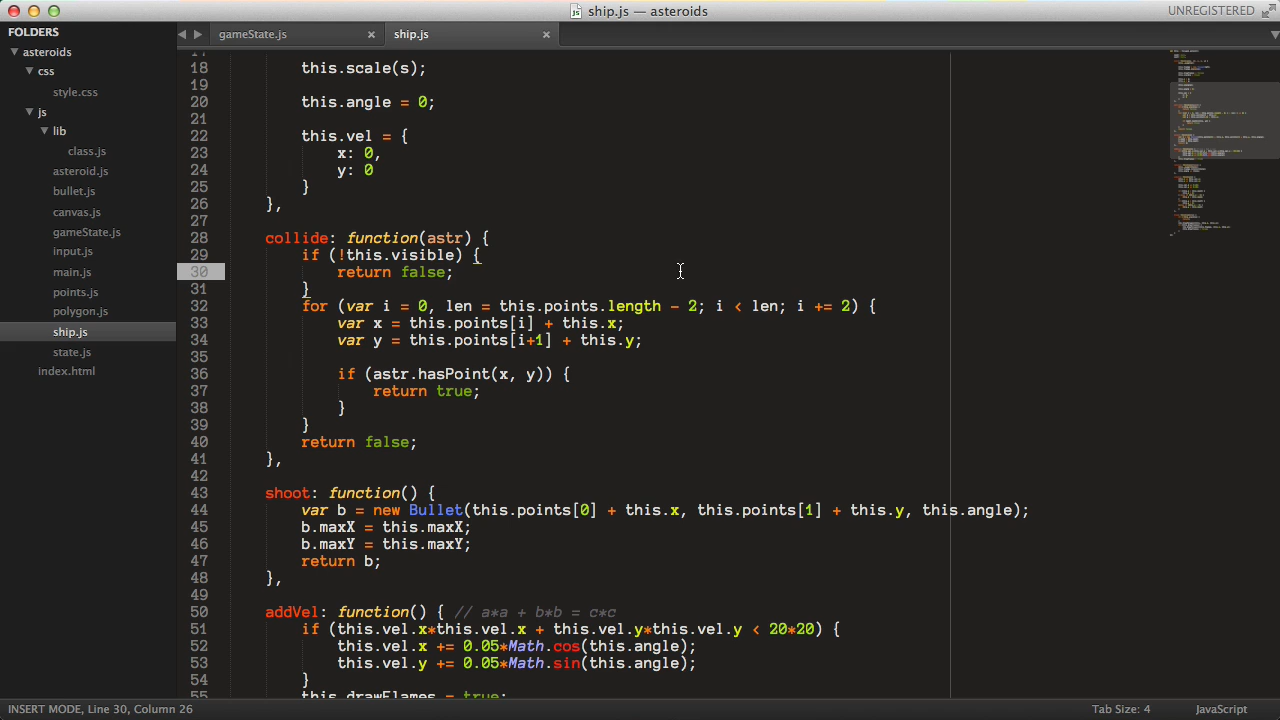 ship.js — asteroids
UNREGISTERED
FOLDERS
asteroids
css
style.css
js
lib
class.js
asteroid.js
bullet.js
canvas.js
gameState.js
input.js
main.js
points.js
polygon.js
ship.js
state.js
index.html
gameState.js
ship.js
17
18 this.scale(s);
19
20 this.angle = 0;
21
22 this.vel = {
23 x: 0,
24 y: 0
25 }
26 },
27
28 collide: function(astr) {
29 if (!this.visible) {
30 return false;
31 }
32 for (var i = 0, len = this.points.length - 2; i < len; i += 2) {
33 var x = this.points[i] + this.x;
34 var y = this.points[i+1] + this.y;
35
36 if (astr.hasPoint(x, y)) {
37 return true;
38 }
39 }
40 return false;
41 },
42
43 shoot: function() {
44 var b = new Bullet(this.points[0] + this.x, this.points[1] + this.y, this.angle);
45 b.maxX = this.maxX;
46 b.maxY = this.maxY;
47 return b;
48 },
49
50 addVel: function() { // a*a + b*b = c*c
51 if (this.vel.x*this.vel.x + this.vel.y*this.vel.y < 20*20) {
52 this.vel.x += 0.05*Math.cos(this.angle);
53 this.vel.y += 0.05*Math.sin(this.angle);
54 }
55 this.drawFlames = true;
INSERT MODE, Line 30, Column 26
Tab Size: 4
JavaScript